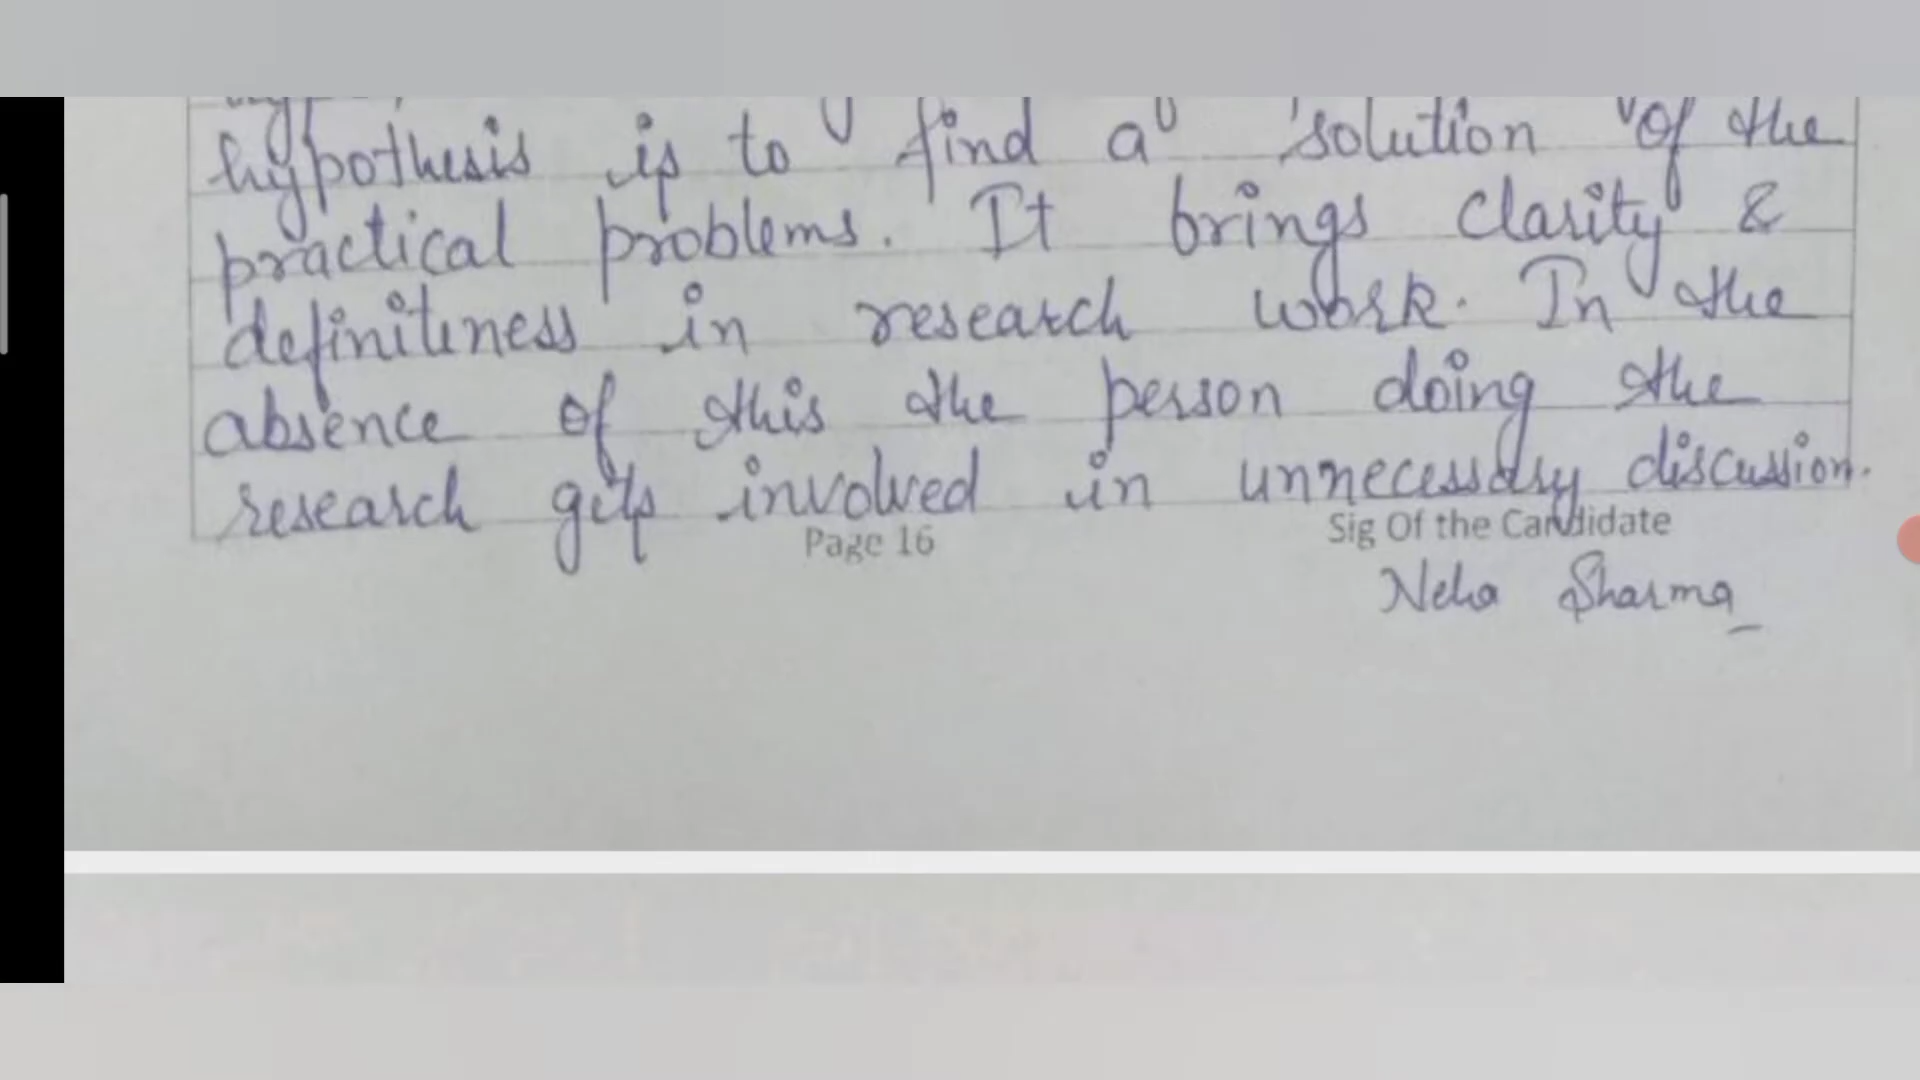 hypothesis is to find a solution of the
practical problems. It brings clarity &
definiteness in research work. In the
absence of this the person doing the
research gets involved in unnecessary discussion.
Page 16
Sig Of the Candidate
Neha Sharma